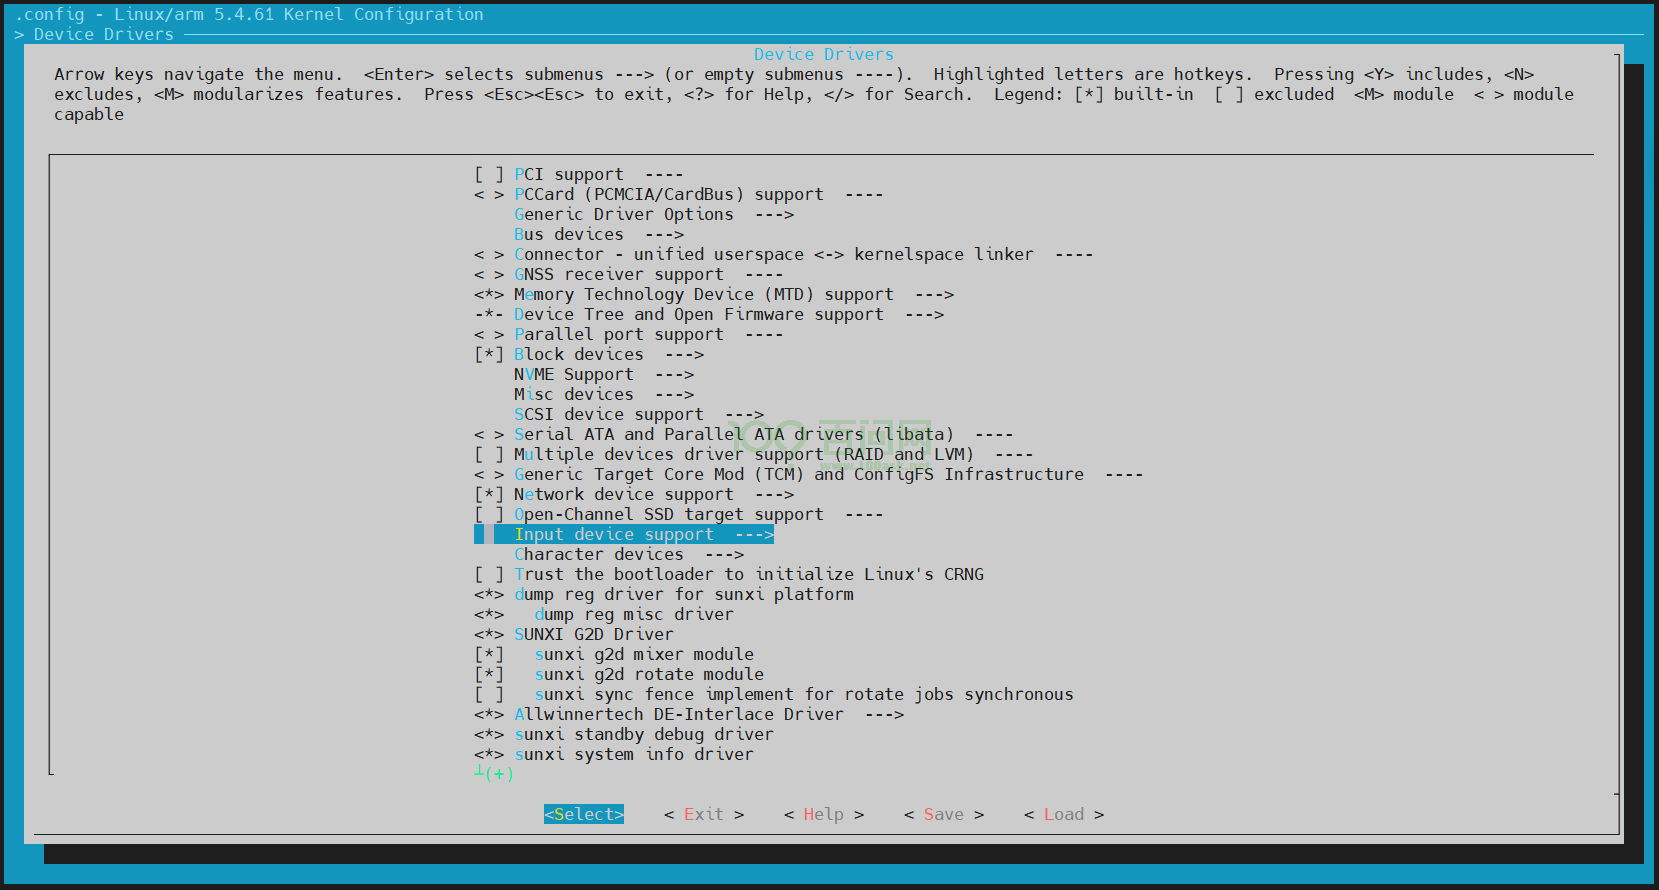 .config - Linux/arm 5.4.61 Kernel Configuration
> Device Drivers
Device Drivers
Arrow keys navigate the menu.  <Enter> selects submenus ---> (or empty submenus ----).  Highlighted letters are hotkeys.  Pressing <Y> includes, <N>
excludes, <M> modularizes features.  Press <Esc><Esc> to exit, <?> for Help, </> for Search.  Legend: [*] built-in  [ ] excluded  <M> module  < > module
capable
[ ] PCI support  ----
< > PCCard (PCMCIA/CardBus) support  ----
Generic Driver Options  --->
Bus devices  --->
< > Connector - unified userspace <-> kernelspace linker  ----
< > GNSS receiver support  ----
<*> Memory Technology Device (MTD) support  --->
-*- Device Tree and Open Firmware support  --->
< > Parallel port support  ----
[*] Block devices  --->
NVME Support  --->
Misc devices  --->
SCSI device support  --->
< > Serial ATA and Parallel ATA drivers (libata)  ----
[ ] Multiple devices driver support (RAID and LVM)  ----
< > Generic Target Core Mod (TCM) and ConfigFS Infrastructure  ----
[*] Network device support  --->
[ ] Open-Channel SSD target support  ----
Input device support  --->
Character devices  --->
[ ] Trust the bootloader to initialize Linux's CRNG
<*> dump reg driver for sunxi platform
<*>   dump reg misc driver
<*> SUNXI G2D Driver
[*]   sunxi g2d mixer module
[*]   sunxi g2d rotate module
[ ]   sunxi sync fence implement for rotate jobs synchronous
<*> Allwinnertech DE-Interlace Driver  --->
<*> sunxi standby debug driver
<*> sunxi system info driver
┴(+)
<Select>    < Exit >    < Help >    < Save >    < Load >
100 百问网
www.100ask.net